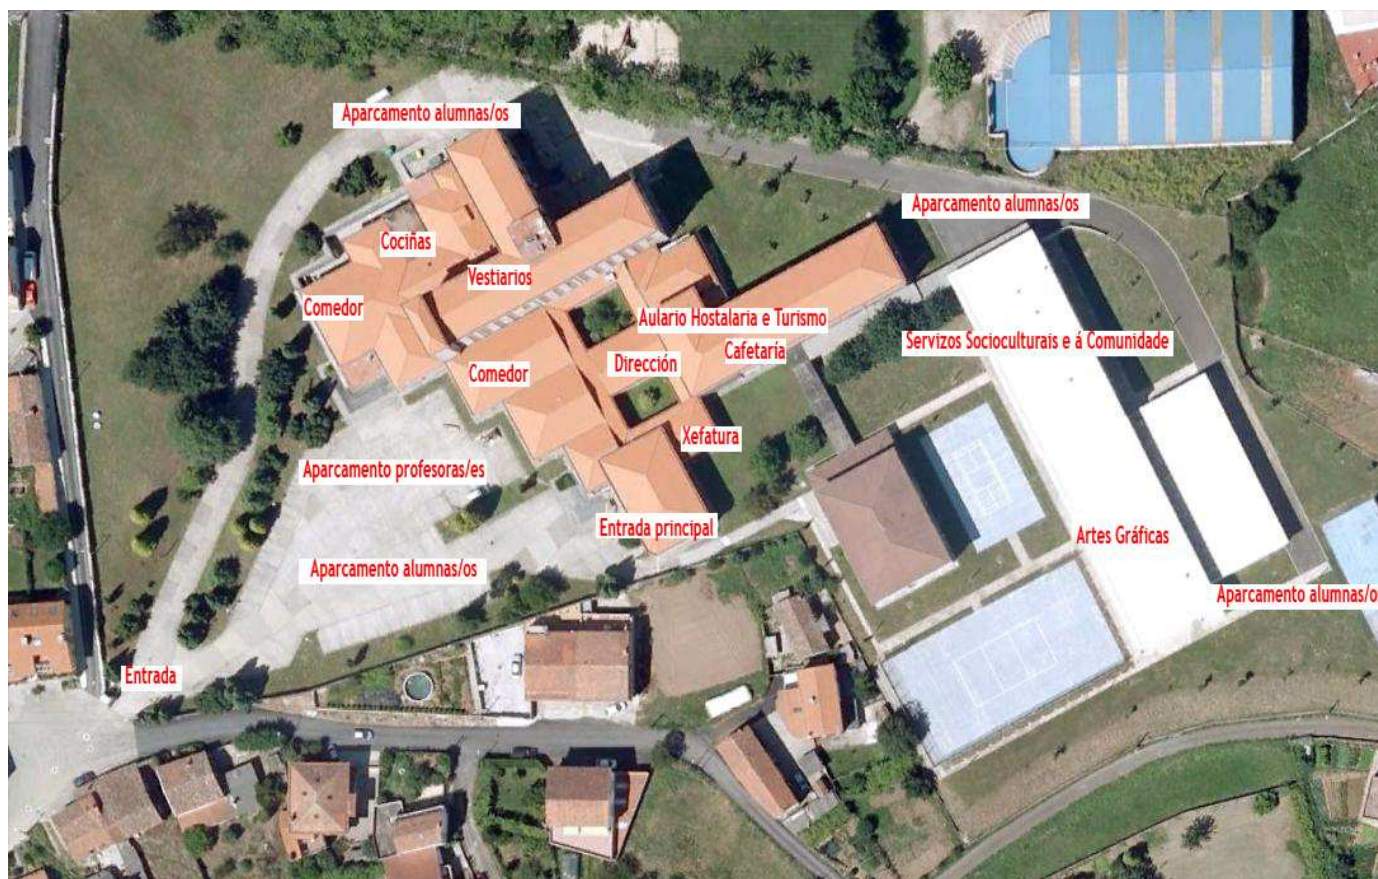 Aparcamento alumnas/os
Aparcamento alumnas/os
Cociñas
Vestiarios
Comedor
Aulario Hostalaria e Turismo
Servizos Socioculturais e á Comunidade
Cafetaría
Dirección
Comedor
Xefatura
Aparcamento profesoras/es
Entrada principal
Artes Gráficas
Aparcamento alumnas/os
Aparcamento alumnas/os
Entrada